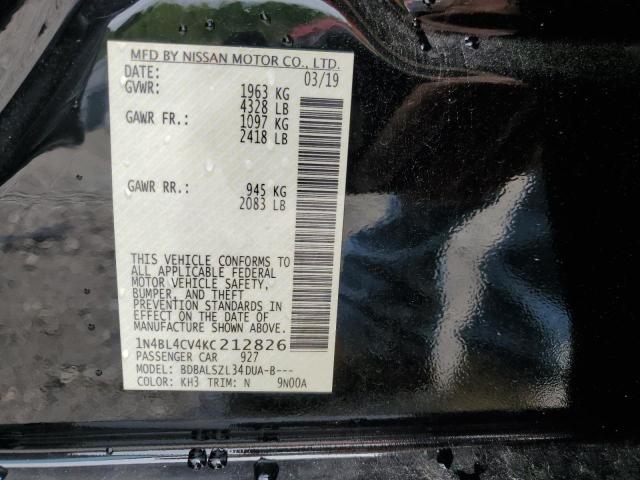 MFD BY NISSAN MOTOR CO., LTD.
DATE: 03/19
GVWR: 1963 KG
4328 LB
GAWR FR.: 1097 KG
2418 LB
GAWR RR.: 945 KG
2083 LB
THIS VEHICLE CONFORMS TO
ALL APPLICABLE FEDERAL
MOTOR VEHICLE SAFETY,
BUMPER, AND THEFT
PREVENTION STANDARDS IN
EFFECT ON THE DATE OF
MANUFACTURE SHOWN ABOVE.
1N4BL4CV4KC212826
PASSENGER CAR 927
MODEL: BDBALSZL34DUA-B---
COLOR: KH3 TRIM: N 9N00A